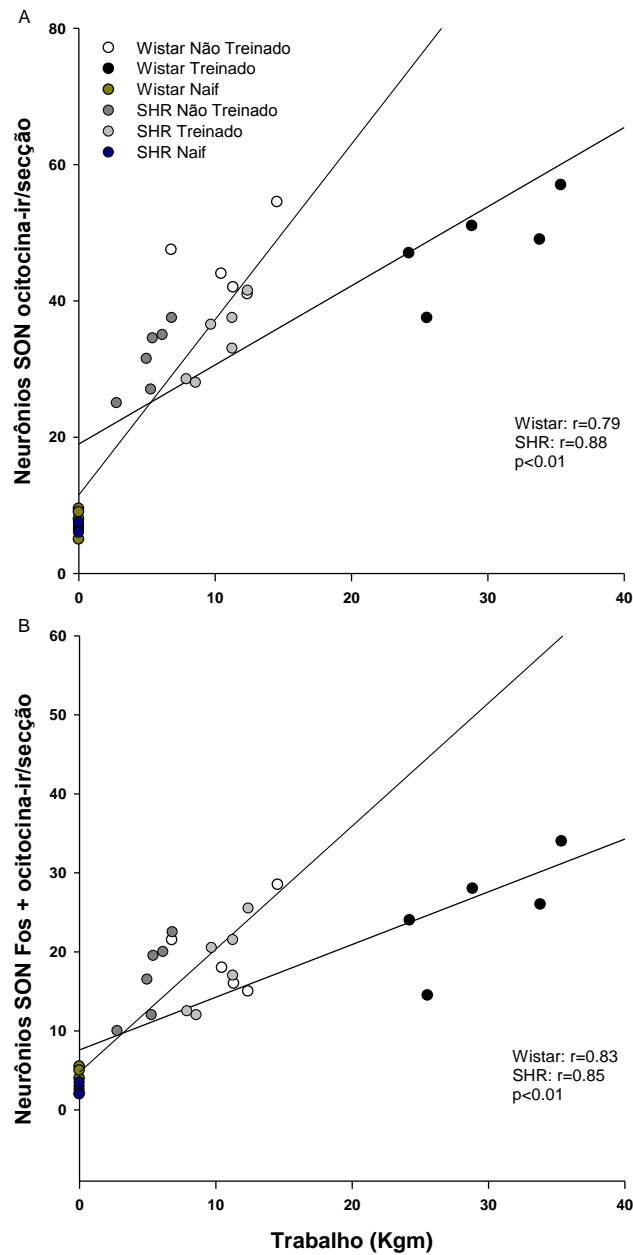 A
Wistar Não Treinado
Wistar Treinado
Wistar Naif
SHR Não Treinado
SHR Treinado
SHR Naif
80
60
40
20
0
Neurônios SON ocitocina-ir/secção
Wistar: r=0.79
SHR: r=0.88
p<0.01
0 10 20 30 40
B
60
50
40
30
20
10
0
Neurônios SON Fos + ocitocina-ir/secção
Wistar: r=0.83
SHR: r=0.85
p<0.01
0 10 20 30 40
Trabalho (Kgm)